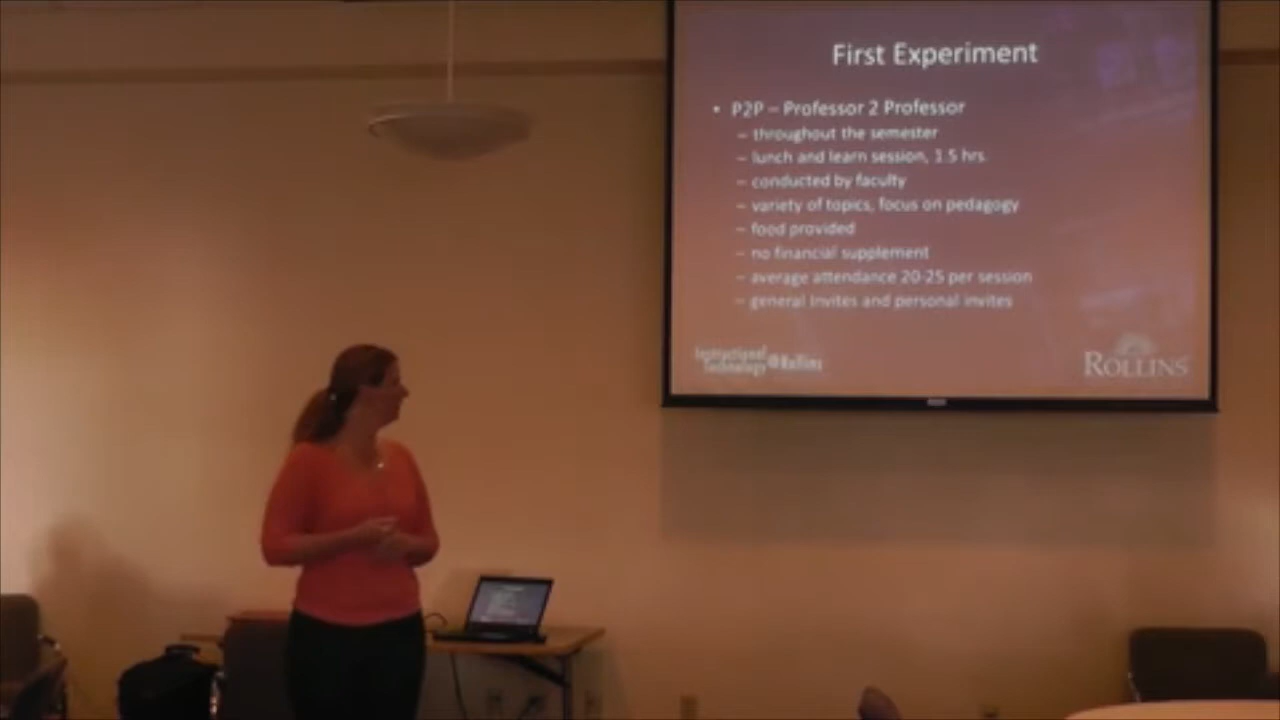 First Experiment
• P2P – Professor 2 Professor
– throughout the semester
– lunch and learn session, 1.5 hrs
– conducted by faculty
– variety of topics, focus on pedagogy
– food provided
– no financial supplement
– average attendance 20-25 per session
– general invites and personal invites
Instructional
Technology @Rollins
ROLLINS